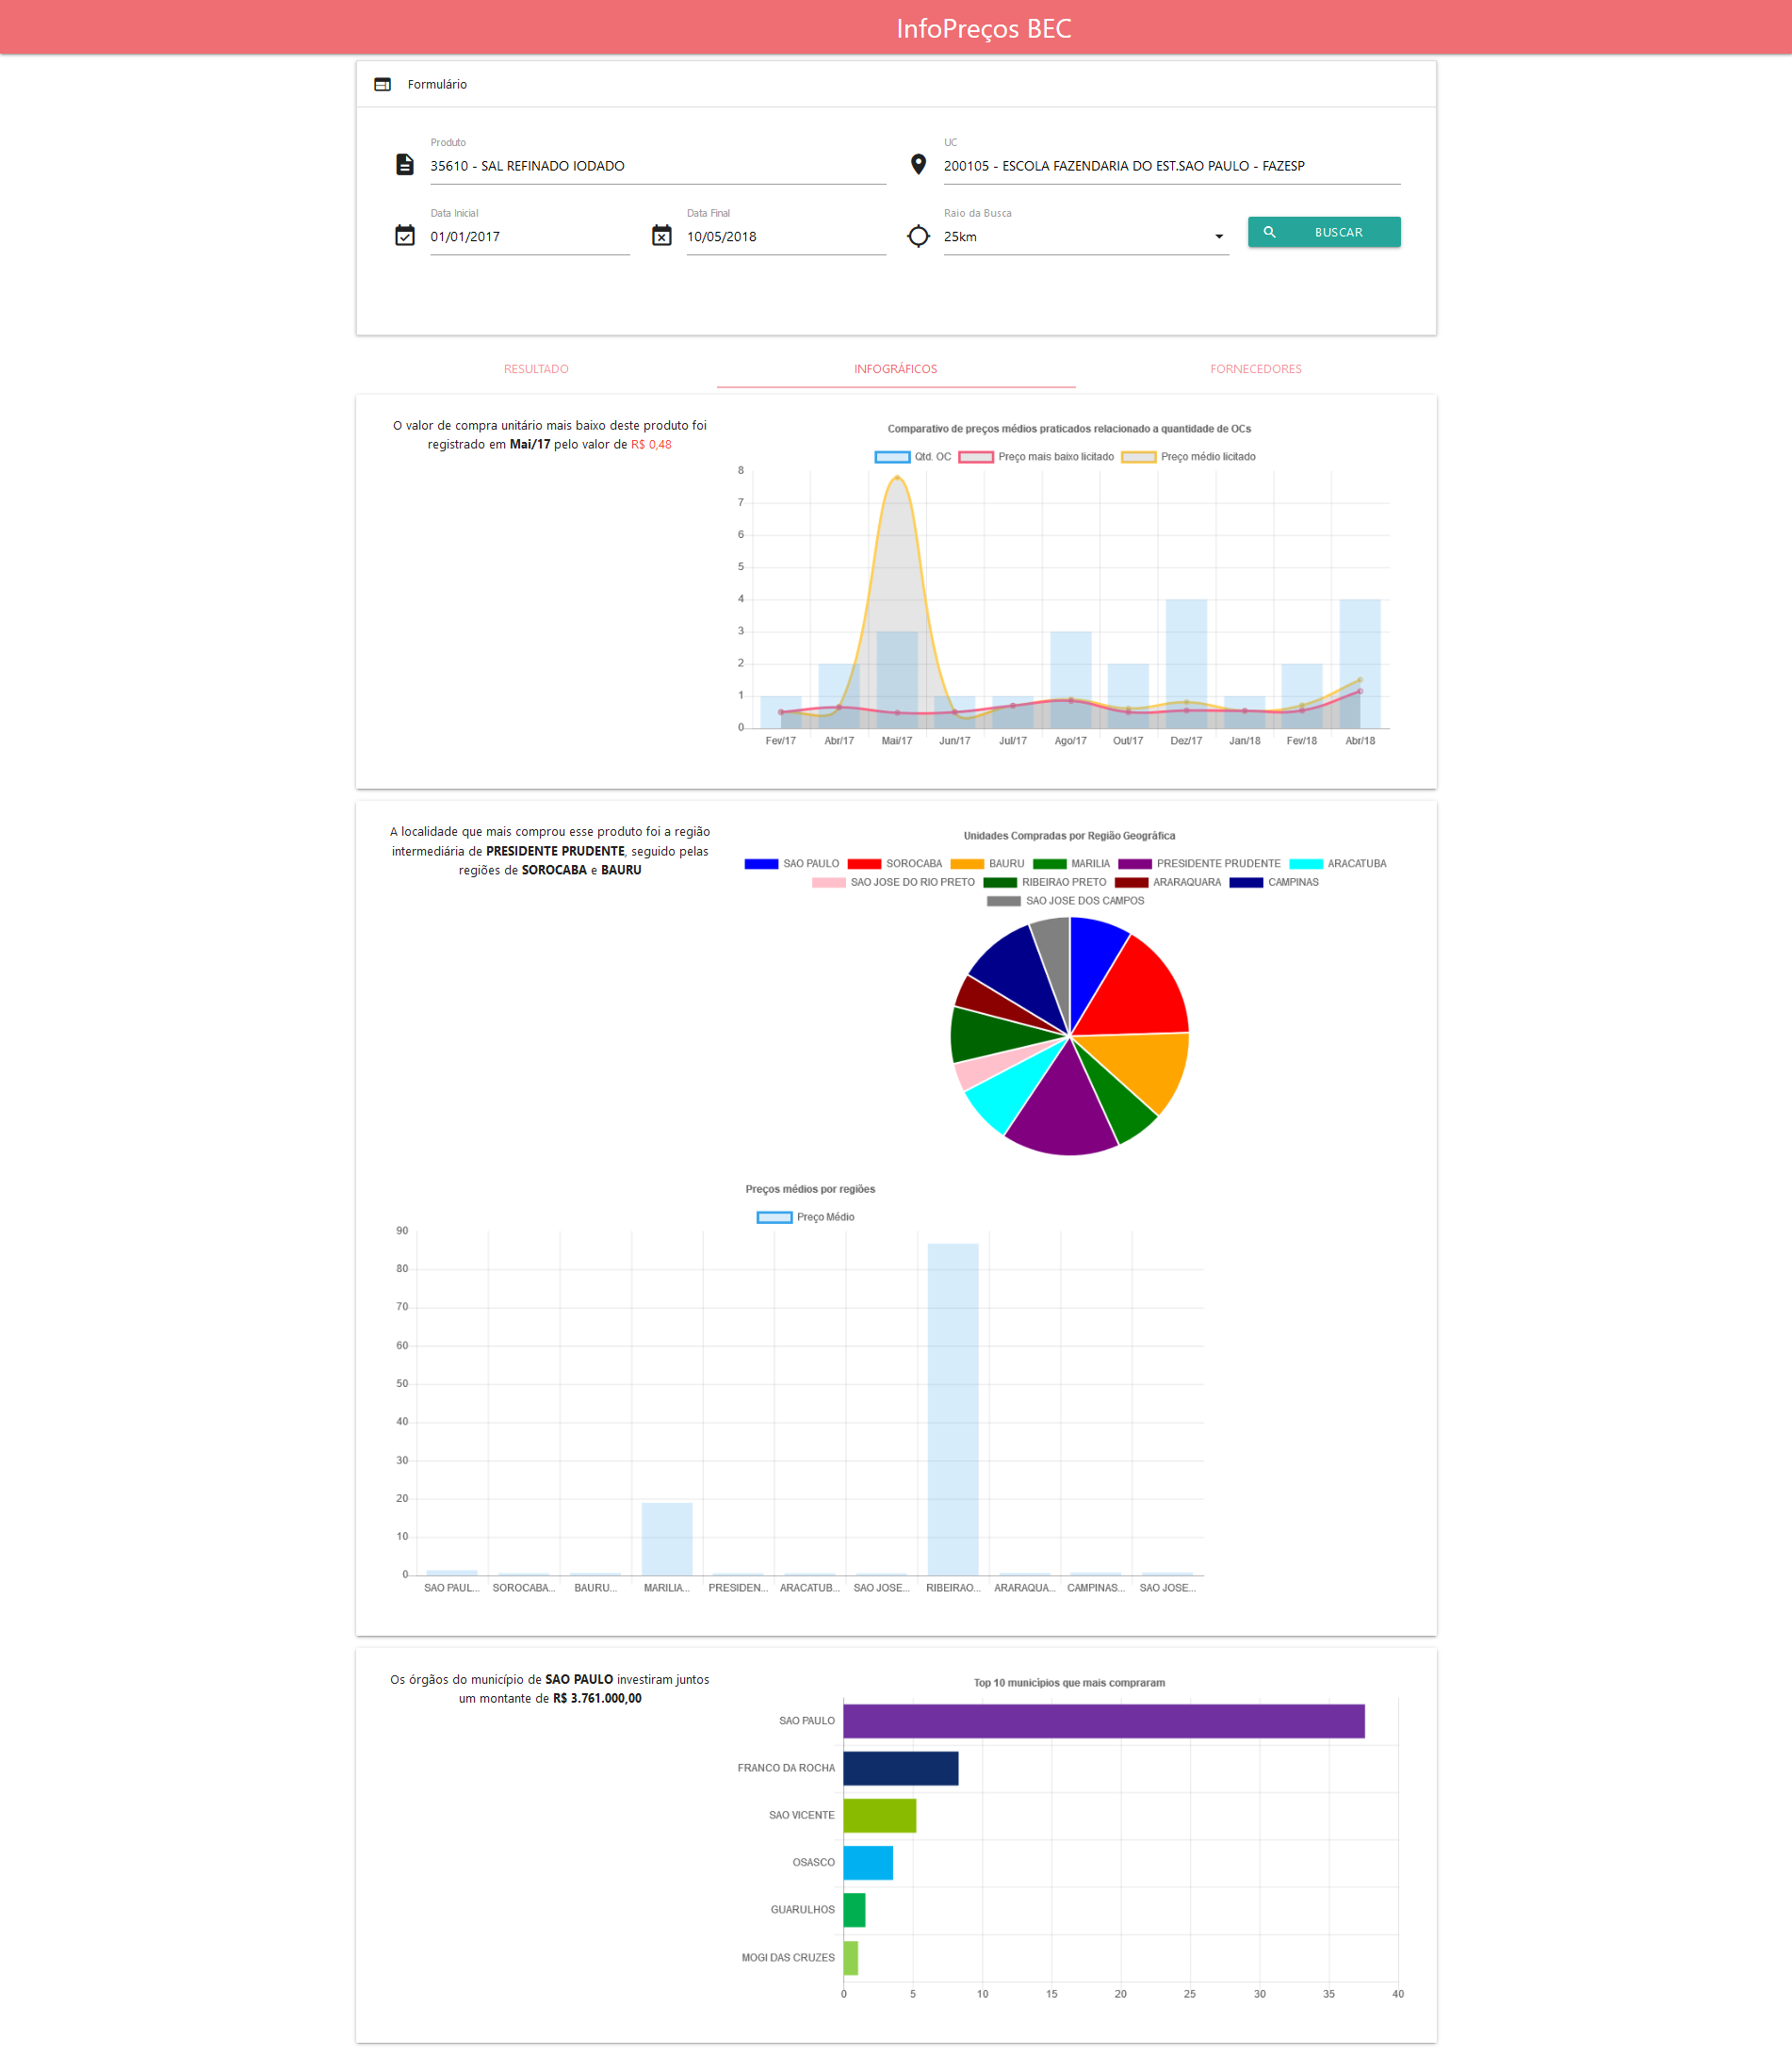 InfoPreços BEC
Formulário
Produto
35610 - SAL REFINADO IODADO
UC
200105 - ESCOLA FAZENDARIA DO EST.SAO PAULO - FAZESP
Data Inicial
01/01/2017
Data Final
10/05/2018
Raio da Busca
25km
BUSCAR
RESULTADO
INFOGRÁFICOS
FORNECEDORES
O valor de compra unitário mais baixo deste produto foi
registrado em Mai/17 pelo valor de R$ 0,48
Comparativo de preços médios praticados relacionado a quantidade de OCs
Qtd. OC Preço mais baixo licitado Preço médio licitado
8
7
6
5
4
3
2
1
0
Fev/17 Abr/17 Mai/17 Jun/17 Jul/17 Ago/17 Out/17 Dez/17 Jan/18 Fev/18 Abr/18
A localidade que mais comprou esse produto foi a região
intermediária de PRESIDENTE PRUDENTE, seguido pelas
regiões de SOROCABA e BAURU
Unidades Compradas por Região Geográfica
SAO PAULO SOROCABA BAURU MARILIA PRESIDENTE PRUDENTE ARACATUBA
SAO JOSE DO RIO PRETO RIBEIRAO PRETO ARARAQUARA CAMPINAS
SAO JOSE DOS CAMPOS
Preços médios por regiões
Preço Médio
90
80
70
60
50
40
30
20
10
0
SAO PAUL... SOROCABA... BAURU... MARILIA... PRESIDEN... ARACATUB... SAO JOSE... RIBEIRAO... ARARAQUA... CAMPINAS... SAO JOSE...
Os órgãos do município de SAO PAULO investiram juntos
um montante de R$ 3.761.000,00
Top 10 municípios que mais compraram
SAO PAULO
FRANCO DA ROCHA
SAO VICENTE
OSASCO
GUARULHOS
MOGI DAS CRUZES
0 5 10 15 20 25 30 35 40